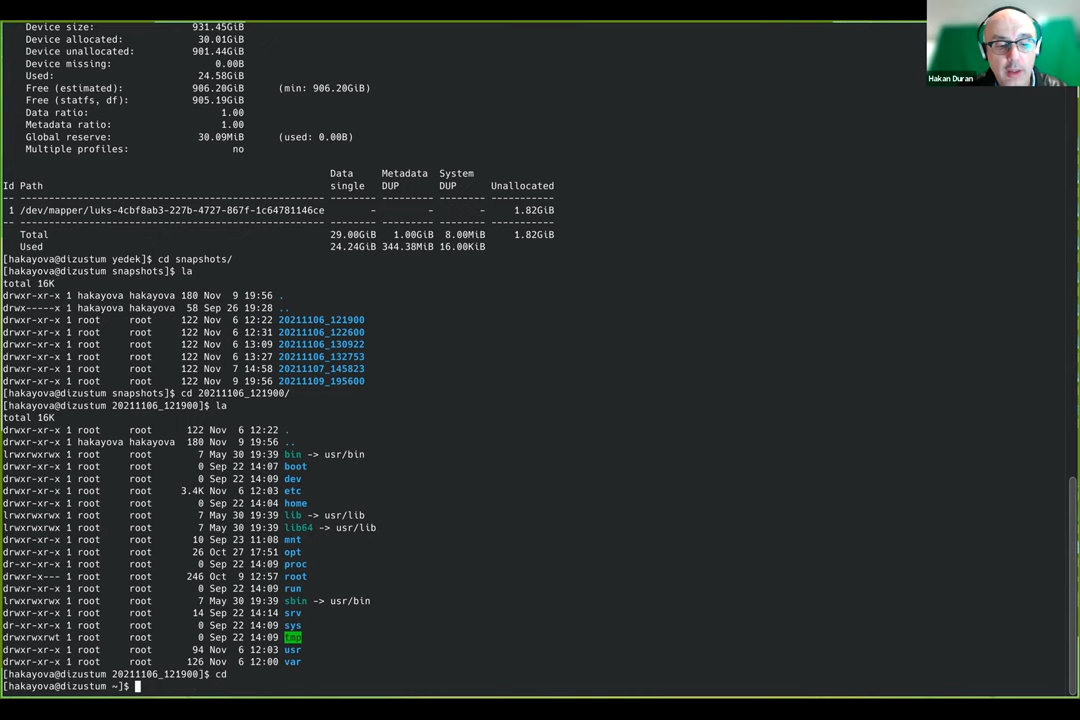 Device size: 931.45GiB
Device allocated: 30.01GiB
Device unallocated: 901.44GiB
Device missing: 0.00B
Used: 24.58GiB
Free (estimated): 906.20GiB (min: 906.20GiB)
Free (statfs, df): 905.19GiB
Data ratio: 1.00
Metadata ratio: 1.00
Global reserve: 30.09MiB (used: 0.00B)
Multiple profiles: no
Data Metadata System
Id Path single DUP DUP Unallocated
-- --------------------------------------------------- -------- -------- -------- -----------
1 /dev/mapper/luks-4cbf8ab3-227b-4727-867f-1c64781146ce - - - 1.82GiB
-- --------------------------------------------------- -------- -------- -------- -----------
Total 29.00GiB 1.00GiB 8.00MiB 1.82GiB
Used 24.24GiB 344.38MiB 16.00KiB
[hakayova@dizustum yedek]$ cd snapshots/
[hakayova@dizustum snapshots]$ la
total 16K
drwxr-xr-x 1 hakayova hakayova 180 Nov 9 19:56 .
drwx-----x 1 hakayova hakayova 58 Sep 26 19:28 ..
drwxr-xr-x 1 root root 122 Nov 6 12:22 20211106_121900
drwxr-xr-x 1 root root 122 Nov 6 12:31 20211106_122600
drwxr-xr-x 1 root root 122 Nov 6 13:09 20211106_130922
drwxr-xr-x 1 root root 122 Nov 6 13:27 20211106_132753
drwxr-xr-x 1 root root 122 Nov 7 14:58 20211107_145823
drwxr-xr-x 1 root root 122 Nov 9 19:56 20211109_195600
[hakayova@dizustum snapshots]$ cd 20211106_121900/
[hakayova@dizustum 20211106_121900]$ la
total 16K
drwxr-xr-x 1 root root 122 Nov 6 12:22 .
drwxr-xr-x 1 hakayova hakayova 180 Nov 9 19:56 ..
lrwxrwxrwx 1 root root 7 May 30 19:39 bin -> usr/bin
drwxr-xr-x 1 root root 0 Sep 22 14:07 boot
drwxr-xr-x 1 root root 0 Sep 22 14:09 dev
drwxr-xr-x 1 root root 3.4K Nov 6 12:03 etc
drwxr-xr-x 1 root root 0 Sep 22 14:04 home
lrwxrwxrwx 1 root root 7 May 30 19:39 lib -> usr/lib
lrwxrwxrwx 1 root root 7 May 30 19:39 lib64 -> usr/lib
drwxr-xr-x 1 root root 10 Sep 23 11:08 mnt
drwxr-xr-x 1 root root 26 Oct 27 17:51 opt
dr-xr-xr-x 1 root root 0 Sep 22 14:09 proc
drwxr-x--- 1 root root 246 Oct 9 12:57 root
drwxr-xr-x 1 root root 0 Sep 22 14:09 run
lrwxrwxrwx 1 root root 7 May 30 19:39 sbin -> usr/bin
drwxr-xr-x 1 root root 14 Sep 22 14:14 srv
dr-xr-xr-x 1 root root 0 Sep 22 14:09 sys
drwxrwxrwt 1 root root 0 Sep 22 14:09 tmp
drwxr-xr-x 1 root root 94 Nov 6 12:03 usr
drwxr-xr-x 1 root root 126 Nov 6 12:00 var
[hakayova@dizustum 20211106_121900]$ cd
[hakayova@dizustum ~]$
Hakan Duran